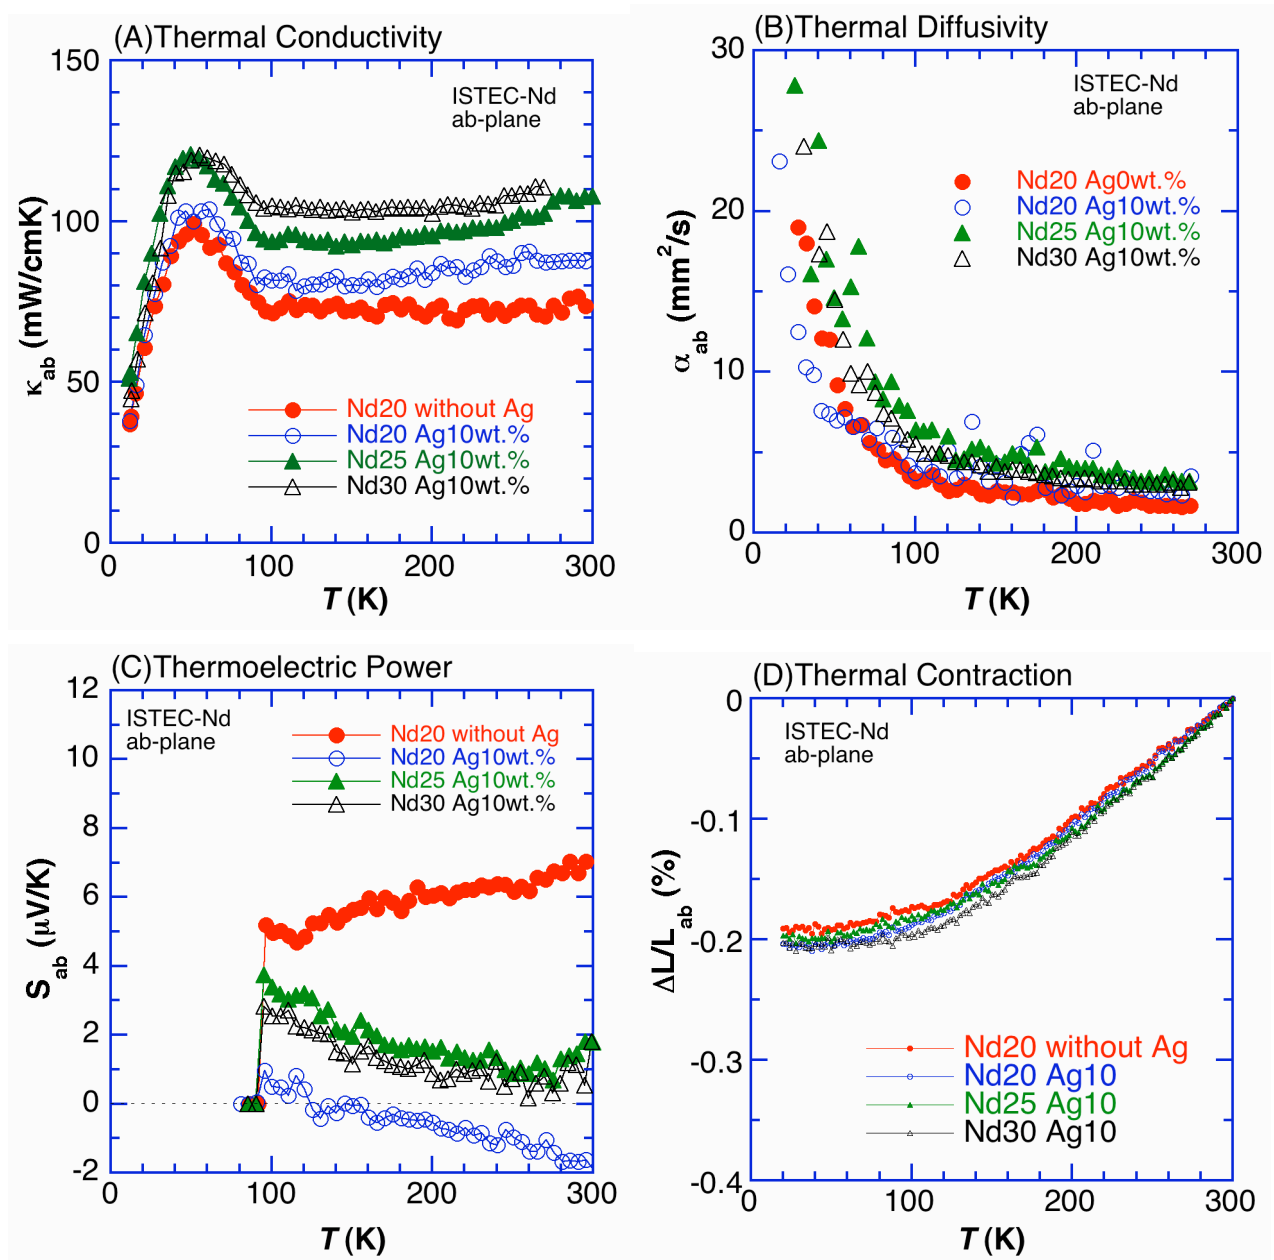 (A)Thermal Conductivity
150
100
50
0
0 100 200 300
κab (mW/cmK)
T (K)
ISTEC-Nd
ab-plane
Nd20 without Ag
Nd20 Ag10wt.%
Nd25 Ag10wt.%
Nd30 Ag10wt.%
(B)Thermal Diffusivity
30
20
10
0
0 100 200 300
αab (mm²/s)
T (K)
ISTEC-Nd
ab-plane
Nd20 Ag0wt.%
Nd20 Ag10wt.%
Nd25 Ag10wt.%
Nd30 Ag10wt.%
(C)Thermoelectric Power
12
10
8
6
4
2
0
-2
0 100 200 300
Sab (μV/K)
T (K)
ISTEC-Nd
ab-plane
Nd20 without Ag
Nd20 Ag10wt.%
Nd25 Ag10wt.%
Nd30 Ag10wt.%
(D)Thermal Contraction
0
-0.1
-0.2
-0.3
-0.4
0 100 200 300
ΔL/Lab (%)
T (K)
ISTEC-Nd
ab-plane
Nd20 without Ag
Nd20 Ag10
Nd25 Ag10
Nd30 Ag10